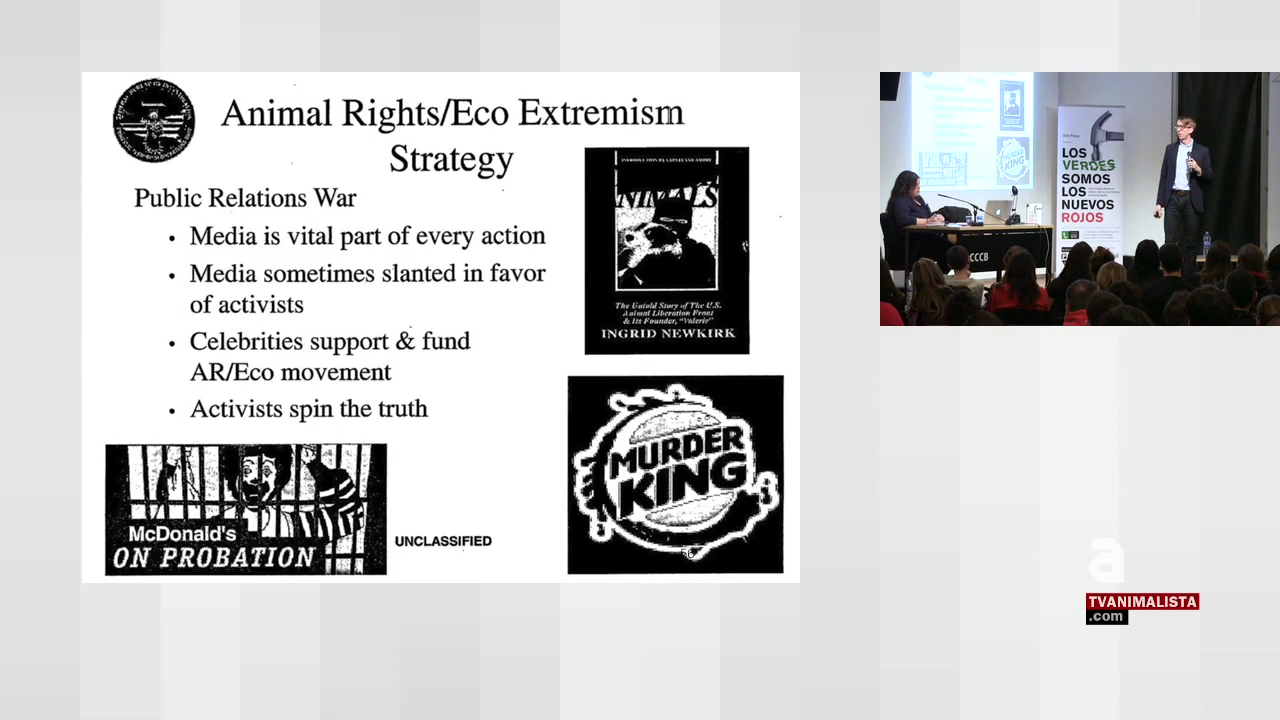 Animal Rights/Eco Extremism
Strategy
Public Relations War
• Media is vital part of every action
• Media sometimes slanted in favor
of activists
• Celebrities support & fund
AR/Eco movement
• Activists spin the truth
The Untold Story of The U.S.
Animal Liberation Front
& Its Founder, "Valerie"
INGRID NEWKIRK
MURDER
KING
McDonald's
ON PROBATION
UNCLASSIFIED
MURDER
KING
LOS
VERDES
SOMOS
LOS
NUEVOS
ROJOS
CCCB
a
TVANIMALISTA
.com